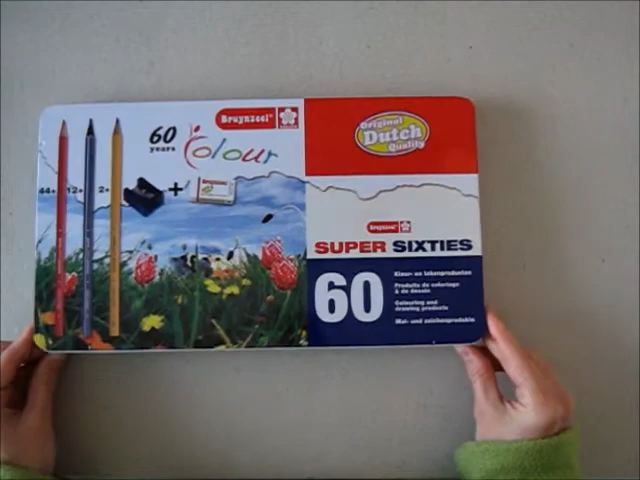 60
years
Colour
Bruynzeel
Original
Dutch
Quality
44+
12+
2+
+
Bruynzeel
SUPER SIXTIES
60
Kleur- en tekenproducten
Produits de coloriage
& de dessin
Colouring and
drawing products
Mal- und zeichenprodukte